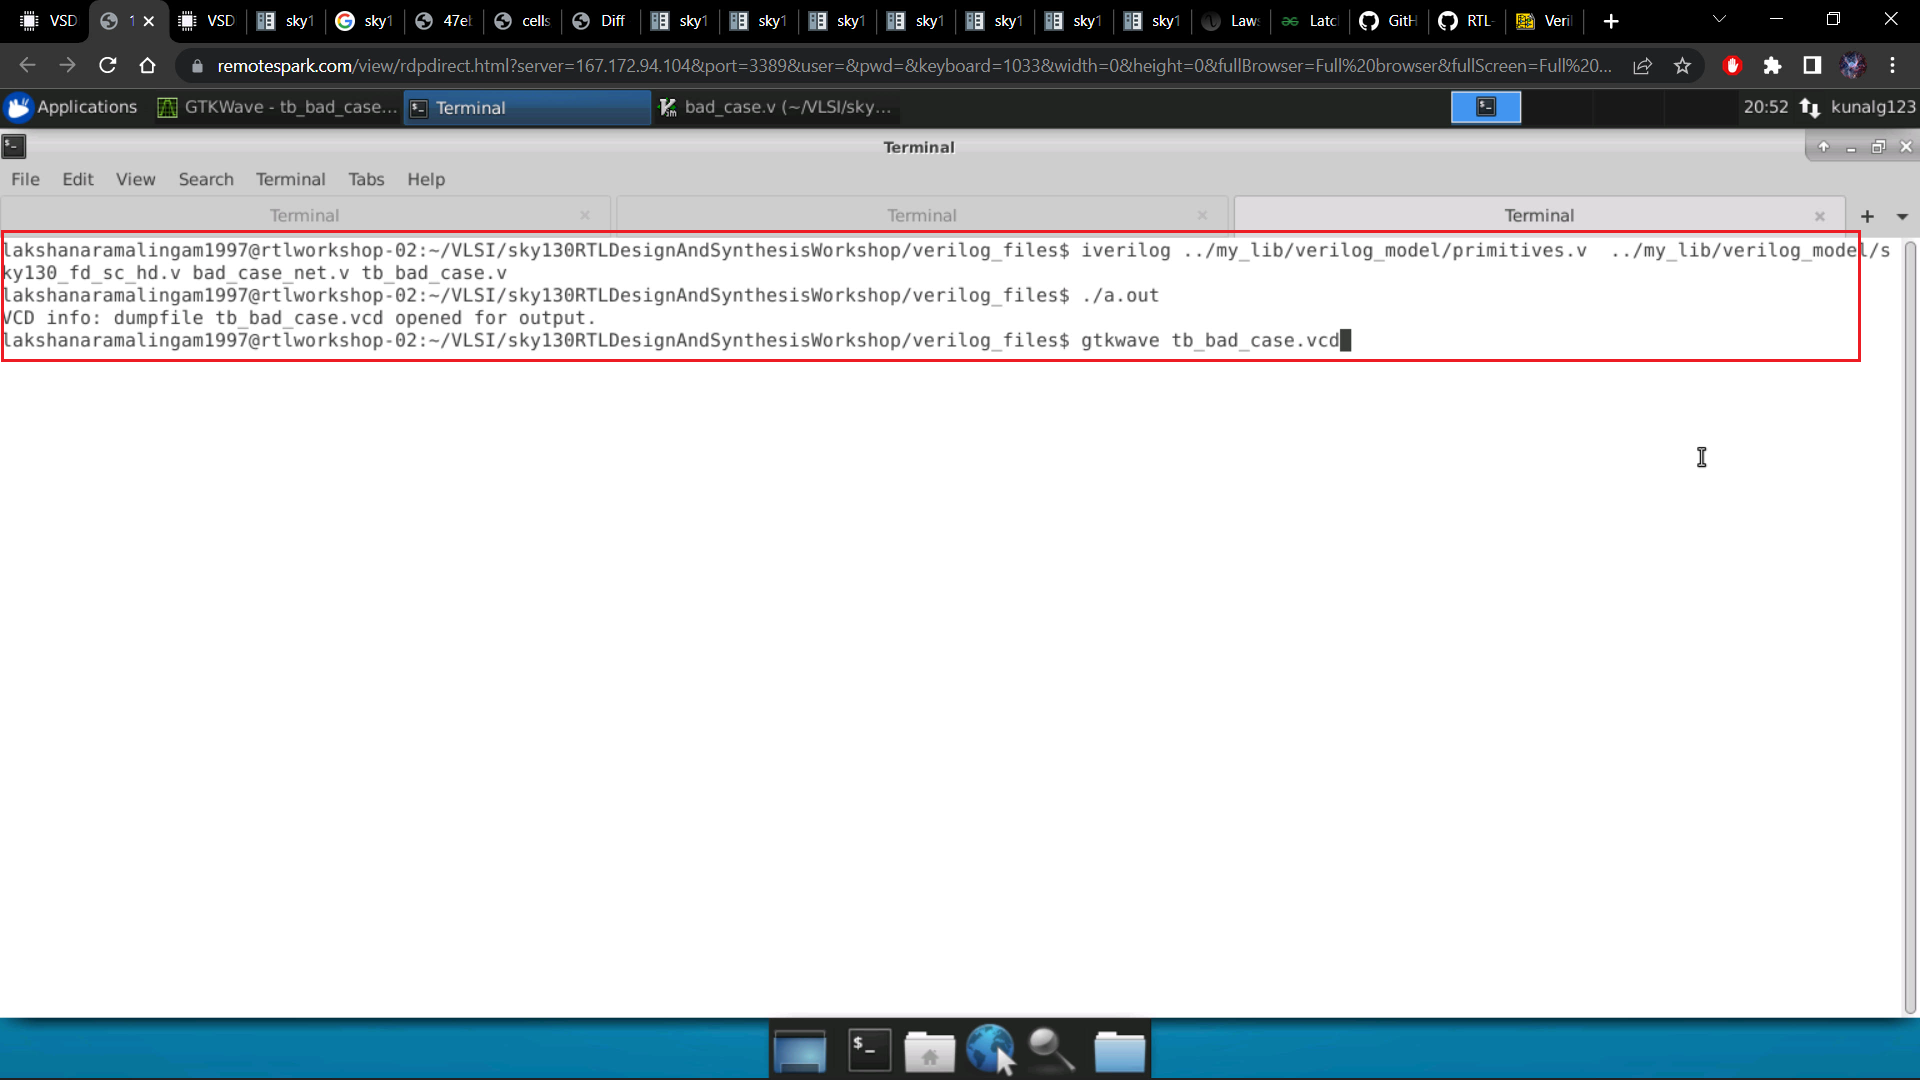 VSD
1
VSD
sky1
sky1
47e
cells
Diff
sky1
sky1
sky1
sky1
sky1
sky1
sky1
Law
Latc
GitH
RTL-
Veri
remotespark.com/view/rdpdirect.html?server=167.172.94.104&port=3389&user=&pwd=&keyboard=1033&width=0&height=0&fullBrowser=Full%20browser&fullScreen=Full%20...
Applications
GTKWave - tb_bad_case...
Terminal
bad_case.v (~/VLSI/sky...
20:52
kunalg123
Terminal
File Edit View Search Terminal Tabs Help
Terminal
Terminal
Terminal
lakshanaramalingam1997@rtlworkshop-02:~/VLSI/sky130RTLDesignAndSynthesisWorkshop/verilog_files$ iverilog ../my_lib/verilog_model/primitives.v  ../my_lib/verilog_model/s
ky130_fd_sc_hd.v bad_case_net.v tb_bad_case.v
lakshanaramalingam1997@rtlworkshop-02:~/VLSI/sky130RTLDesignAndSynthesisWorkshop/verilog_files$ ./a.out
VCD info: dumpfile tb_bad_case.vcd opened for output.
lakshanaramalingam1997@rtlworkshop-02:~/VLSI/sky130RTLDesignAndSynthesisWorkshop/verilog_files$ gtkwave tb_bad_case.vcd